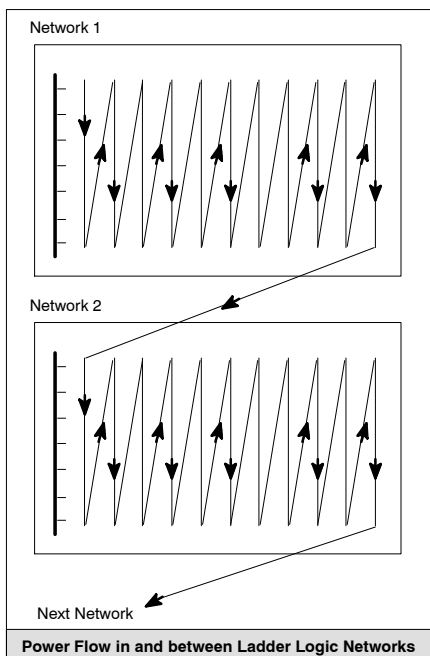 Network 1
Network 2
Next Network
Power Flow in and between Ladder Logic Networks